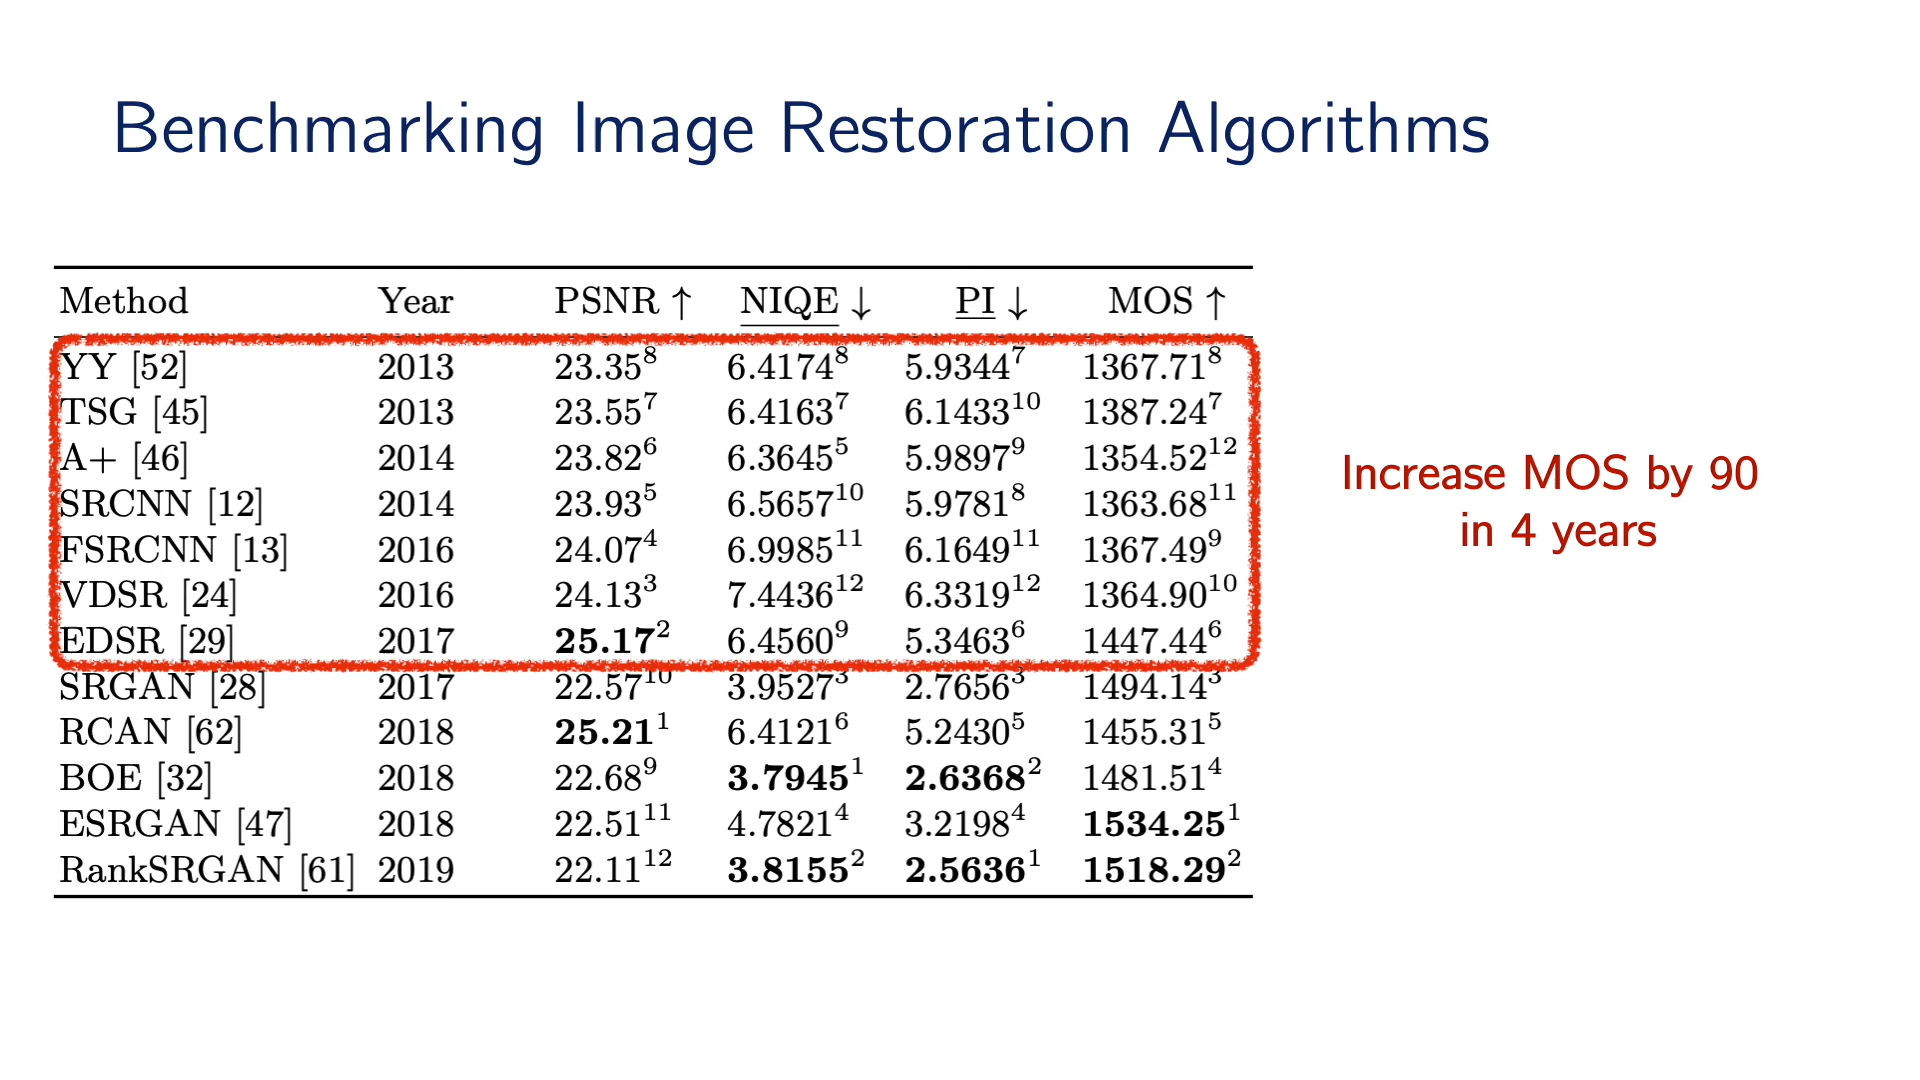 Benchmarking Image Restoration Algorithms
Method Year PSNR ↑ NIQE ↓ PI ↓ MOS ↑
YY [52] 2013 23.35⁸ 6.4174⁸ 5.9344⁷ 1367.71⁸
TSG [45] 2013 23.55⁷ 6.4163⁷ 6.1433¹⁰ 1387.24⁷
A+ [46] 2014 23.82⁶ 6.3645⁵ 5.9897⁹ 1354.52¹²
SRCNN [12] 2014 23.93⁵ 6.5657¹⁰ 5.9781⁸ 1363.68¹¹
FSRCNN [13] 2016 24.07⁴ 6.9985¹¹ 6.1649¹¹ 1367.49⁹
VDSR [24] 2016 24.13³ 7.4436¹² 6.3319¹² 1364.90¹⁰
EDSR [29] 2017 25.17² 6.4560⁹ 5.3463⁶ 1447.44⁶
SRGAN [28] 2017 22.57¹⁰ 3.9527³ 2.7656³ 1494.14³
RCAN [62] 2018 25.21¹ 6.4121⁶ 5.2430⁵ 1455.31⁵
BOE [32] 2018 22.68⁹ 3.7945¹ 2.6368² 1481.51⁴
ESRGAN [47] 2018 22.51¹¹ 4.7821⁴ 3.2198⁴ 1534.25¹
RankSRGAN [61] 2019 22.11¹² 3.8155² 2.5636¹ 1518.29²
Increase MOS by 90
in 4 years